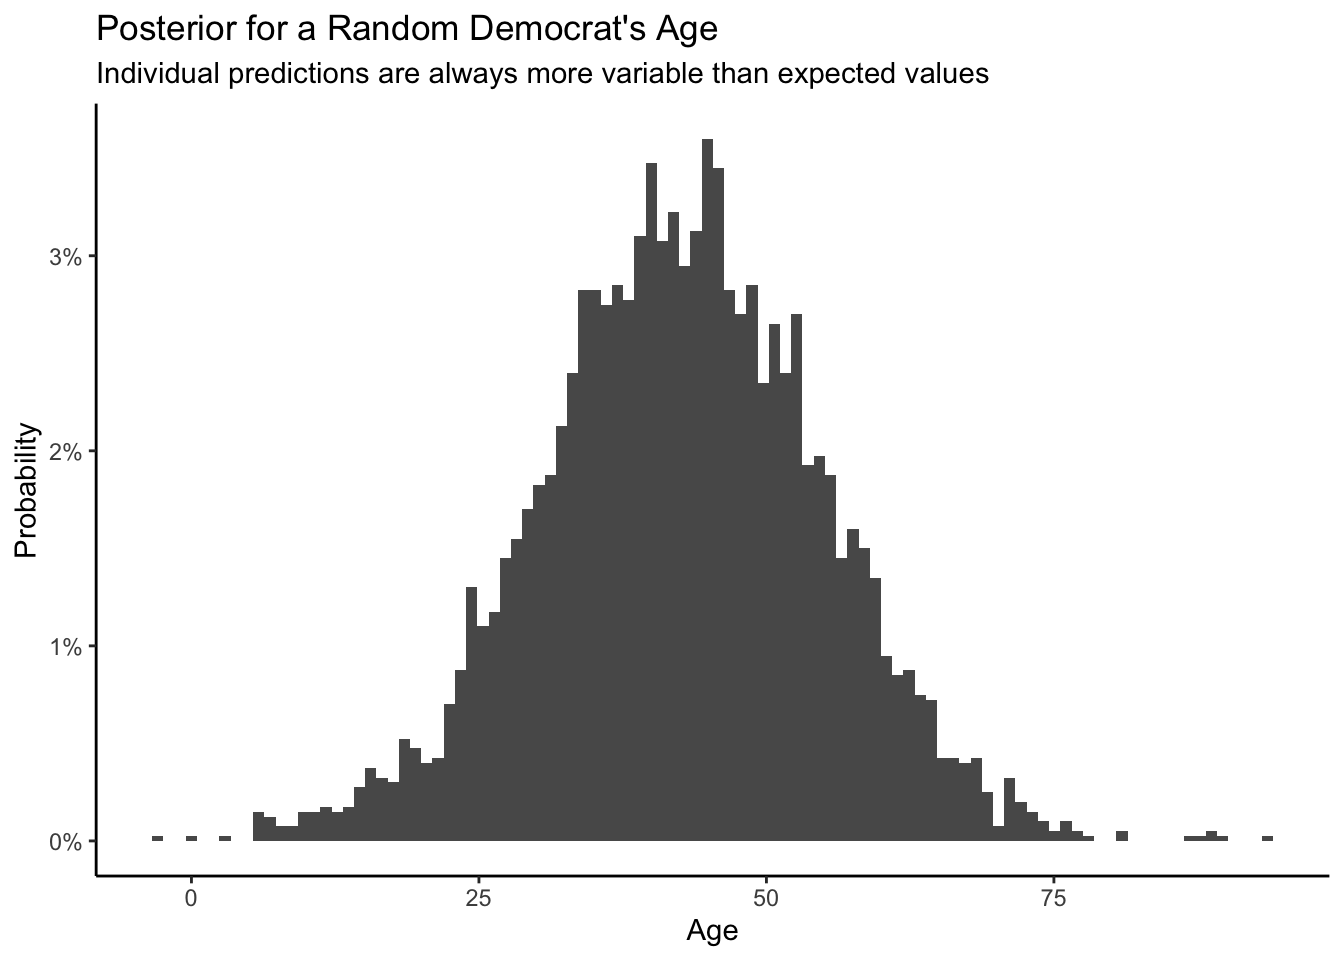 Posterior for a Random Democrat's Age
Individual predictions are always more variable than expected values
3%
2%
1%
0%
Probability
0 25 50 75
Age